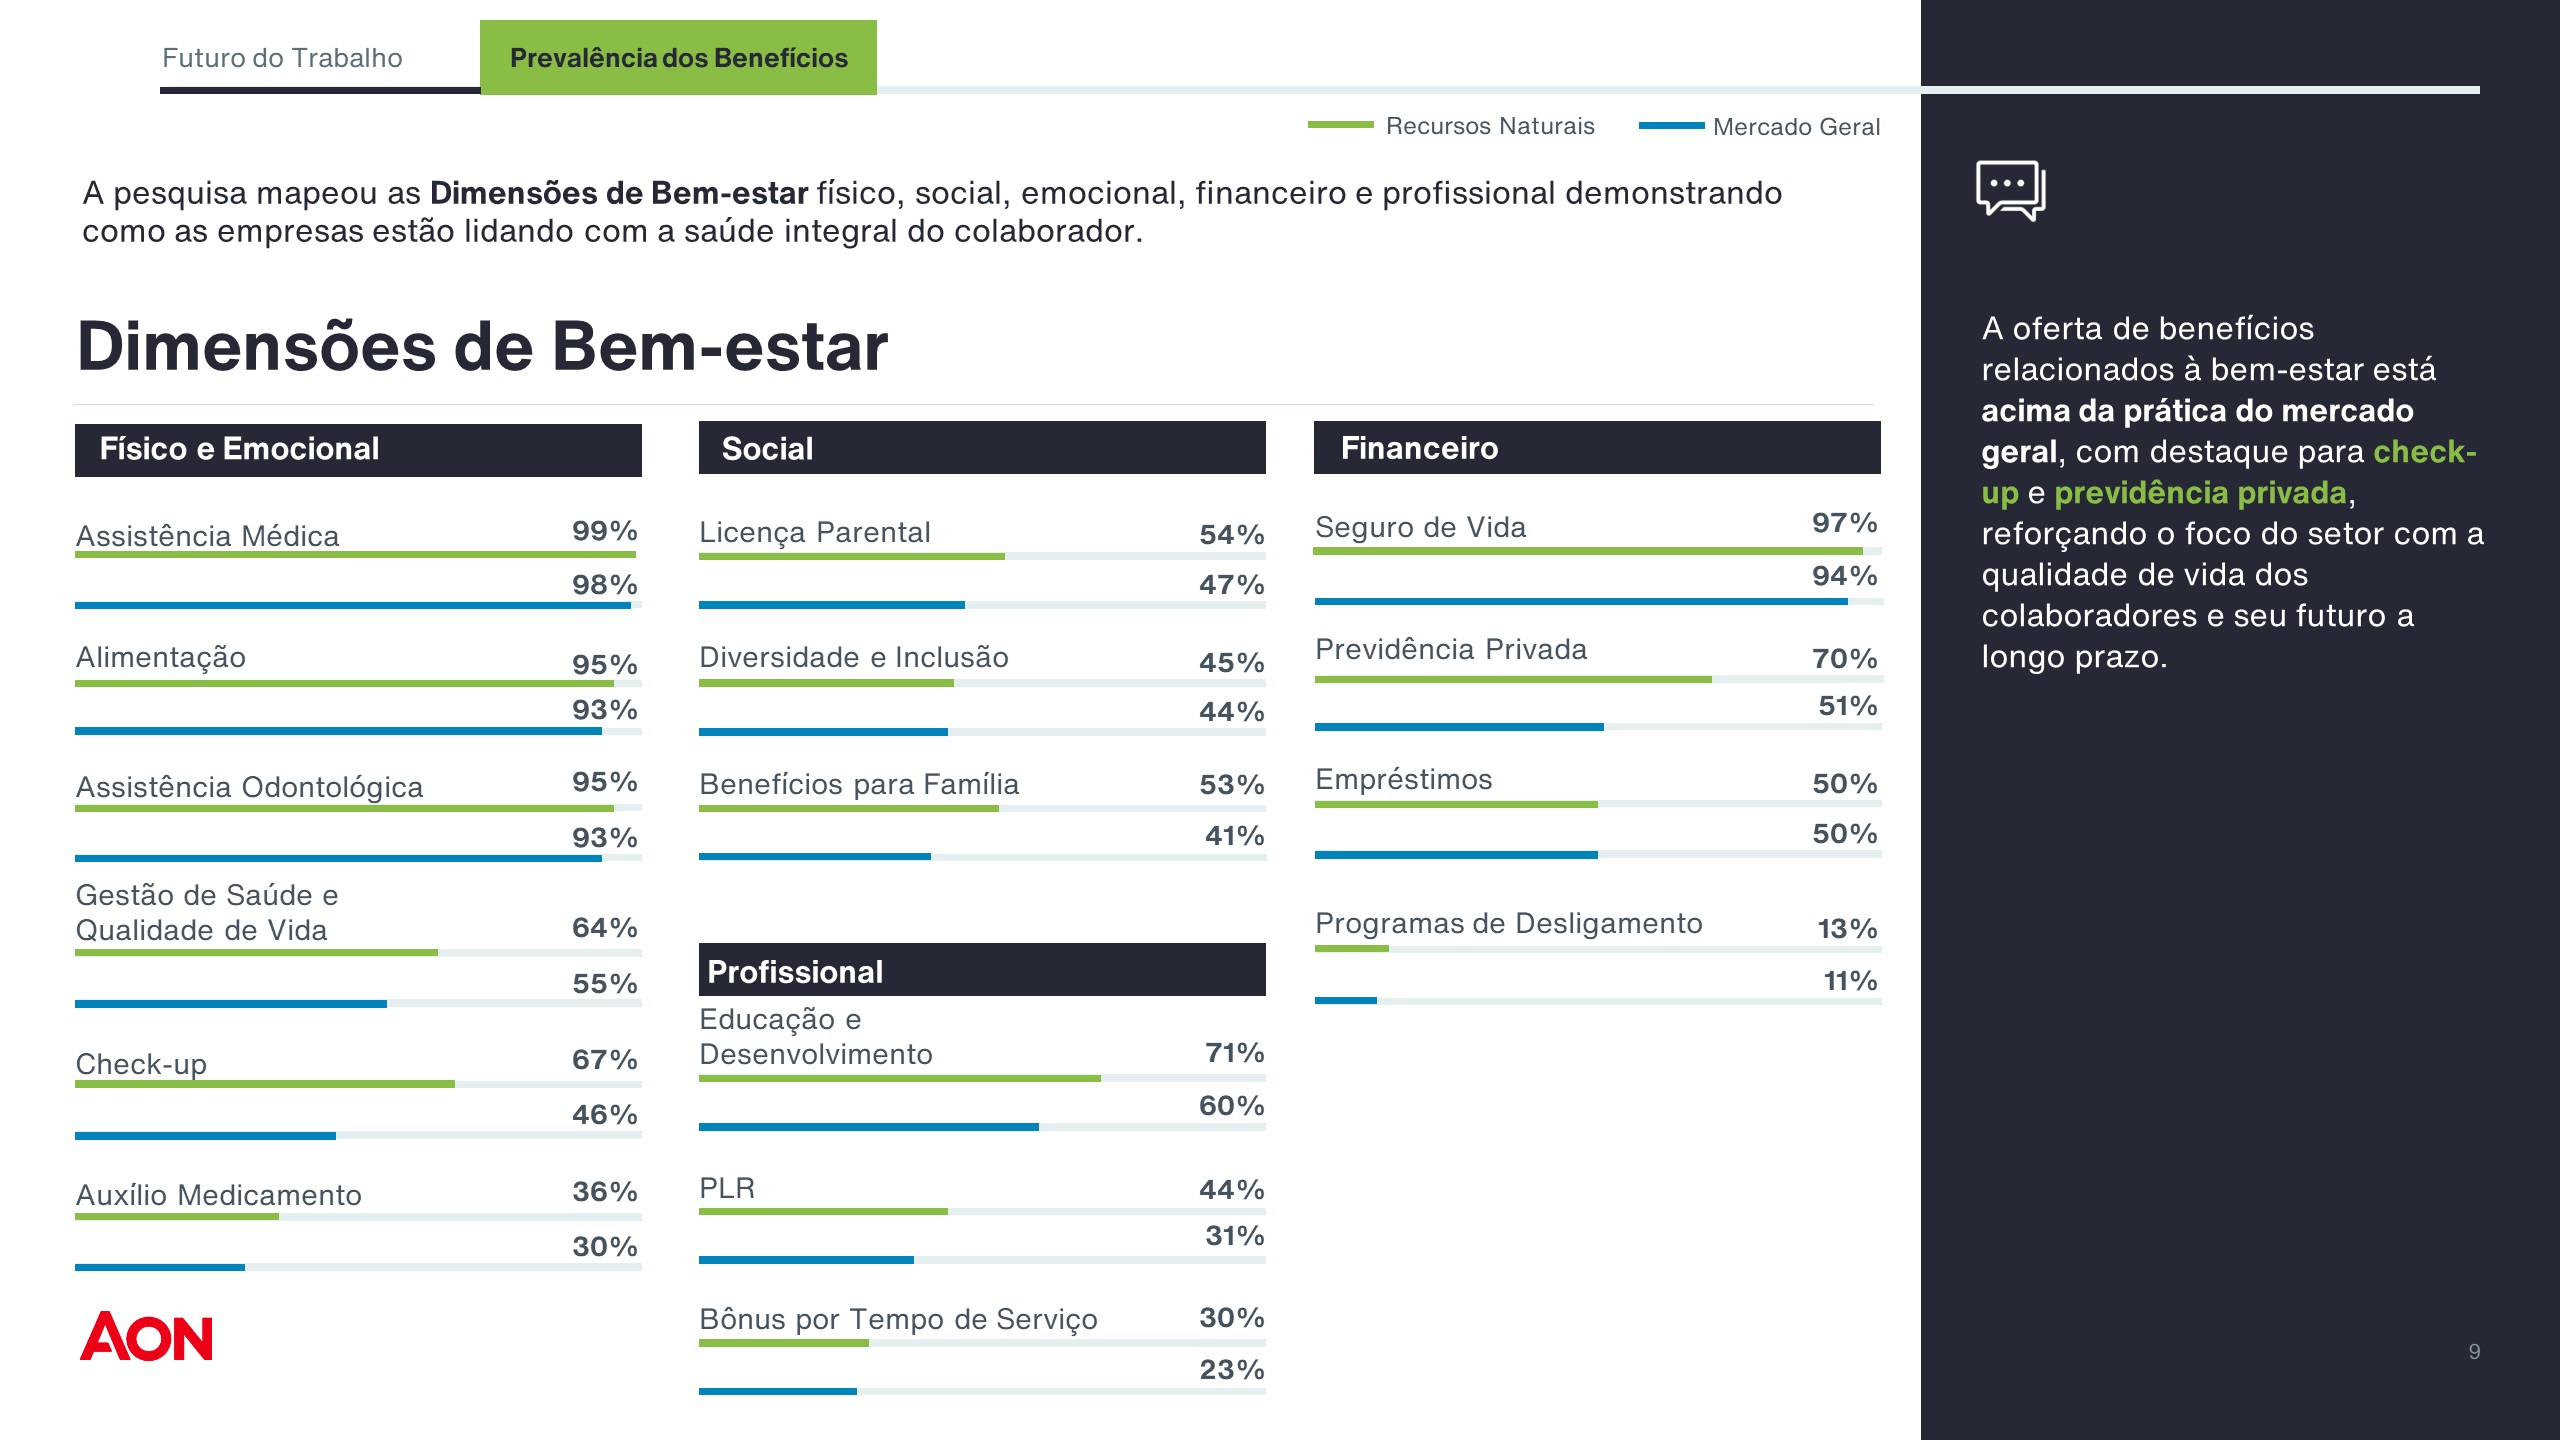 Futuro do Trabalho
Prevalência dos Benefícios
Recursos Naturais
Mercado Geral
A pesquisa mapeou as Dimensões de Bem-estar físico, social, emocional, financeiro e profissional demonstrando
como as empresas estão lidando com a saúde integral do colaborador.
Dimensões de Bem-estar
Físico e Emocional
Assistência Médica
99%
98%
Alimentação
95%
93%
Assistência Odontológica
95%
93%
Gestão de Saúde e
Qualidade de Vida
64%
55%
Check-up
67%
46%
Auxílio Medicamento
36%
30%
Social
Licença Parental
54%
47%
Diversidade e Inclusão
45%
44%
Benefícios para Família
53%
41%
Profissional
Educação e
Desenvolvimento
71%
60%
PLR
44%
31%
Bônus por Tempo de Serviço
30%
23%
Financeiro
Seguro de Vida
97%
94%
Previdência Privada
70%
51%
Empréstimos
50%
50%
Programas de Desligamento
13%
11%
A oferta de benefícios
relacionados à bem-estar está
acima da prática do mercado
geral, com destaque para check-
up e previdência privada,
reforçando o foco do setor com a
qualidade de vida dos
colaboradores e seu futuro a
longo prazo.
AON
9